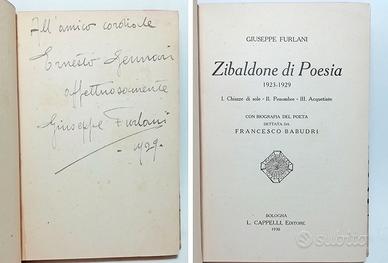 All'amico cordiale
Ernesto Gennari
affettuosamente
Giuseppe Furlani
- 1929 -
GIUSEPPE FURLANI
Zibaldone di Poesia
1923-1929
I. Chiazze di sole - II. Penombre - III. Acquetinte
CON BIOGRAFIA DEL POETA
DETTATA DA
FRANCESCO BABUDRI
BOLOGNA
L. CAPPELLI, EDITORE
1930
subito